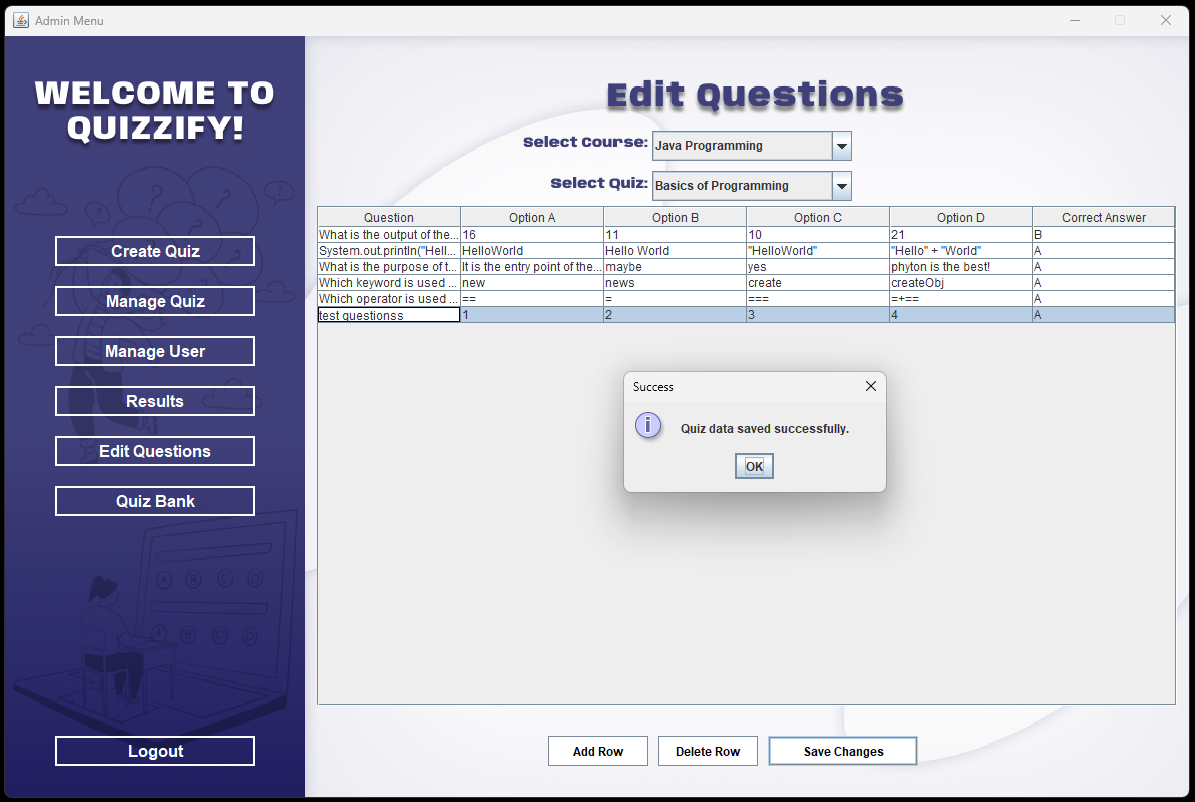 Admin Menu
WELCOME TO
QUIZZIFY!
Create Quiz
Manage Quiz
Manage User
Results
Edit Questions
Quiz Bank
Logout
Edit Questions
Select Course: Java Programming
Select Quiz: Basics of Programming
Question Option A Option B Option C Option D Correct Answer
What is the output of the... 16 11 10 21 B
System.out.println("Hell... HelloWorld Hello World "HelloWorld" "Hello" + "World" A
What is the purpose of t... It is the entry point of the... maybe yes phyton is the best! A
Which keyword is used ... new news create createObj A
Which operator is used ... == = === =+== A
test questionss 1 2 3 4 A
Success
Quiz data saved successfully.
OK
Add Row Delete Row Save Changes